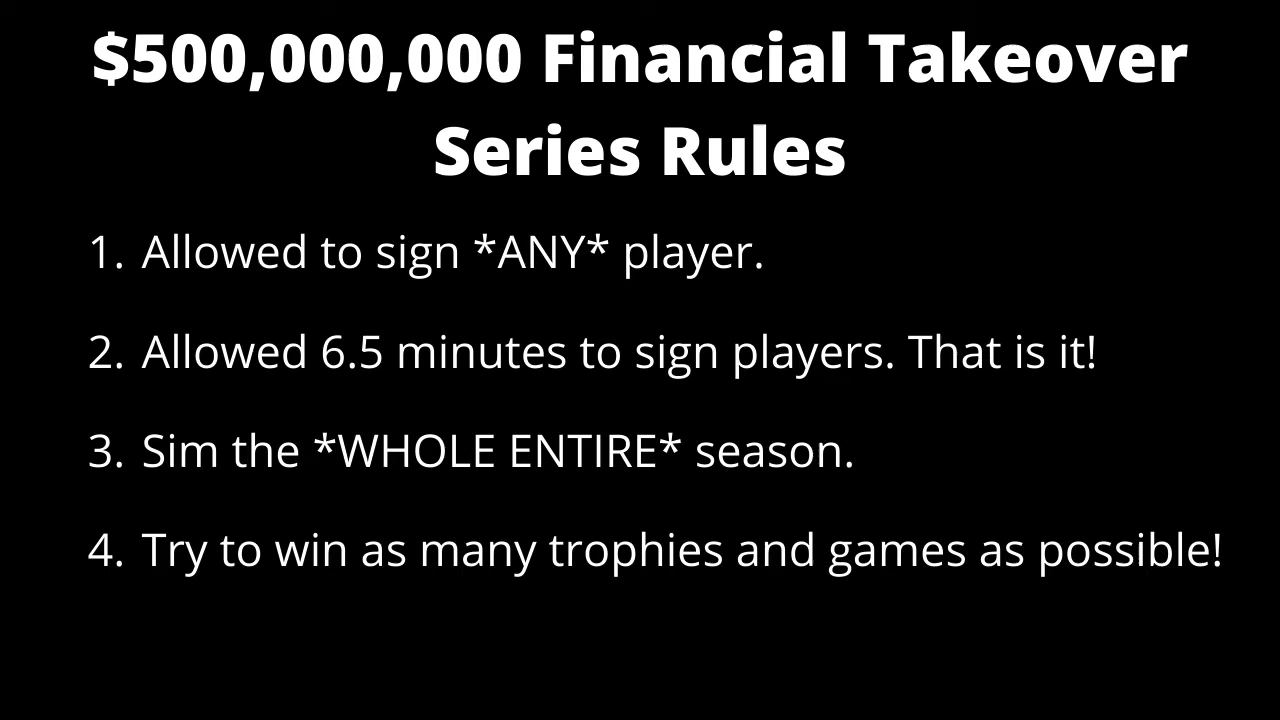 $500,000,000 Financial Takeover
Series Rules
1. Allowed to sign *ANY* player.
2. Allowed 6.5 minutes to sign players. That is it!
3. Sim the *WHOLE ENTIRE* season.
4. Try to win as many trophies and games as possible!